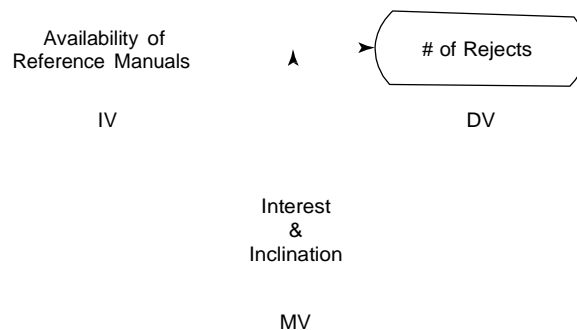 Availability of
Reference Manuals
# of Rejects
IV
DV
Interest
&
Inclination
MV